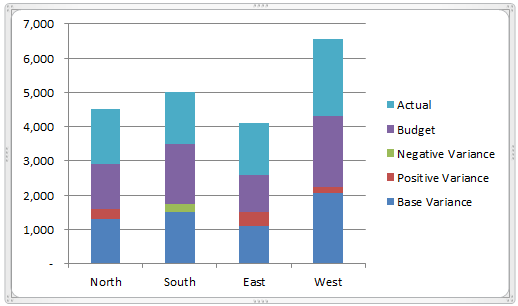 7,000
6,000
5,000
4,000
3,000
2,000
1,000
-
North South East West
Actual
Budget
Negative Variance
Positive Variance
Base Variance